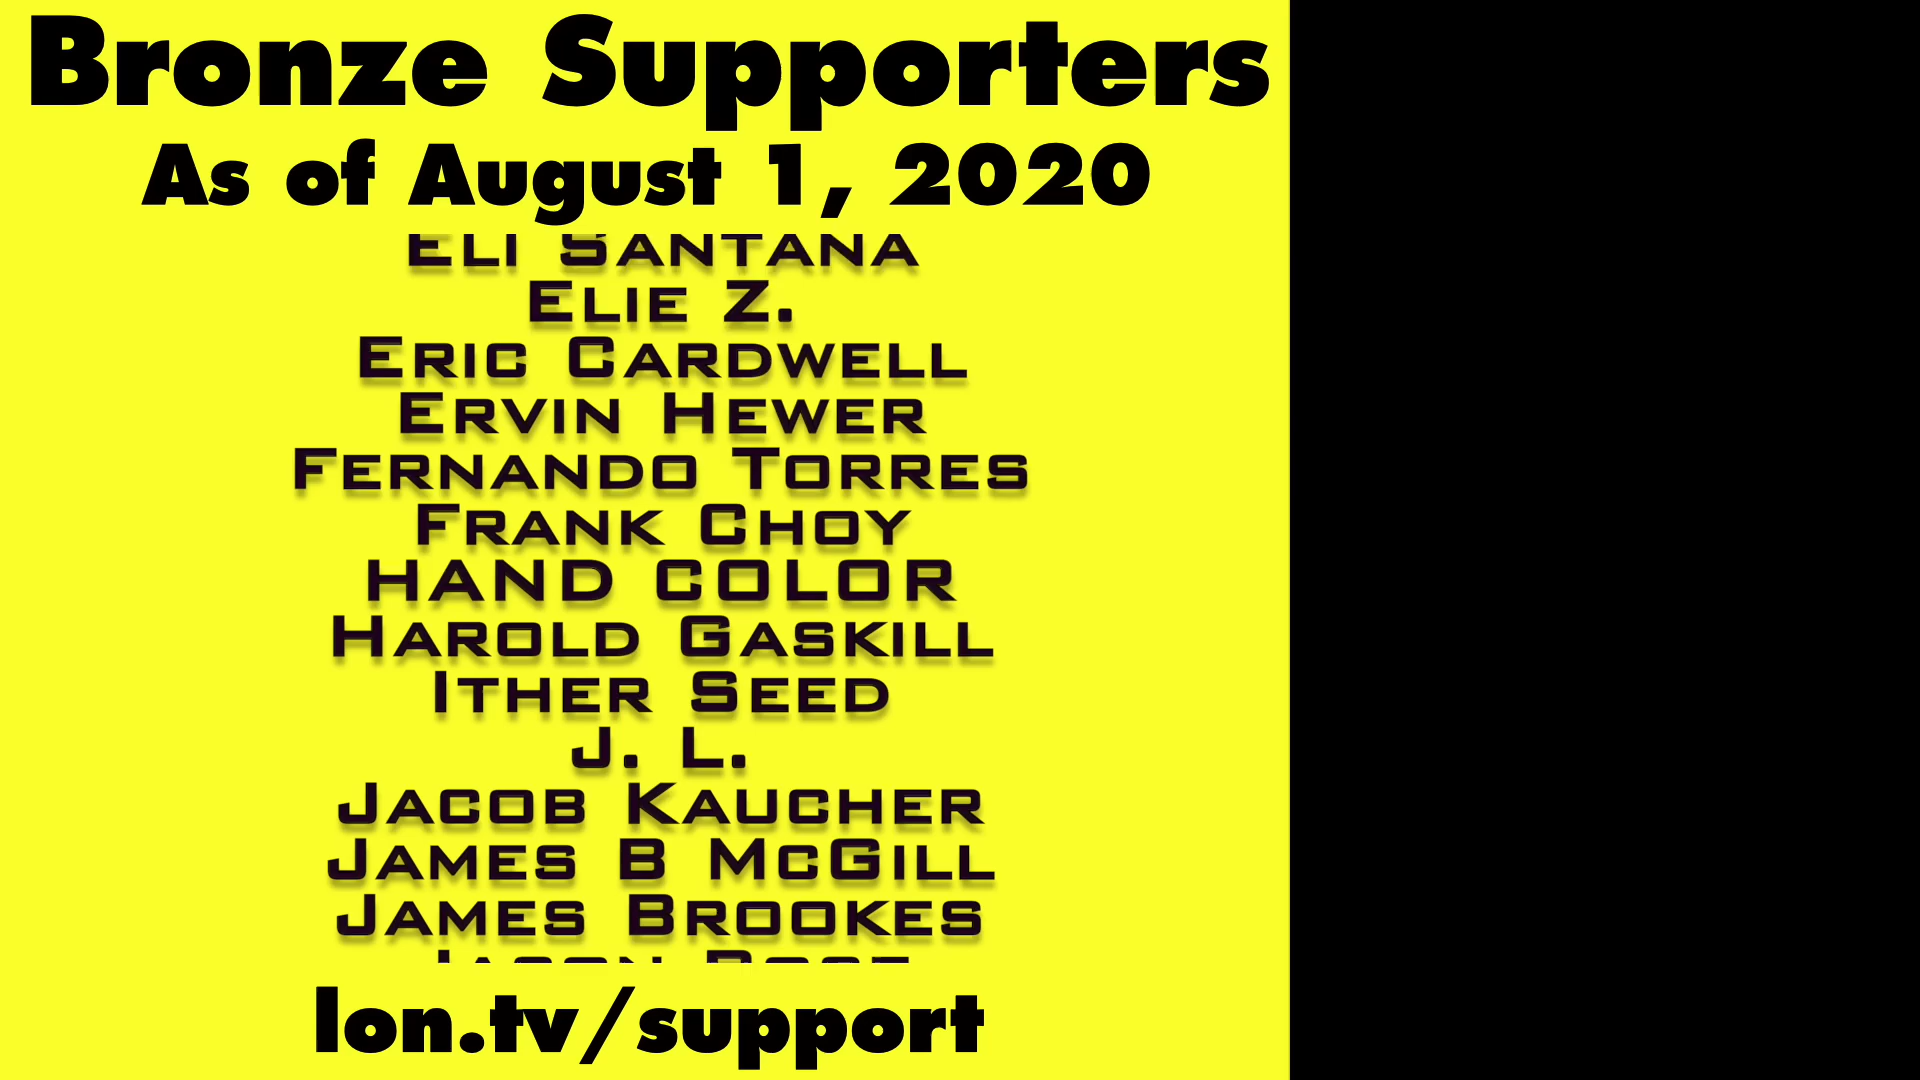 Bronze Supporters
As of August 1, 2020
Eli Santana
Elie Z.
Eric Cardwell
Ervin Hewer
Fernando Torres
Frank Choy
HAND COLOR
Harold Gaskill
Ither Seed
J. L.
Jacob Kaucher
James B McGill
James Brookes
Jason
lon.tv/support